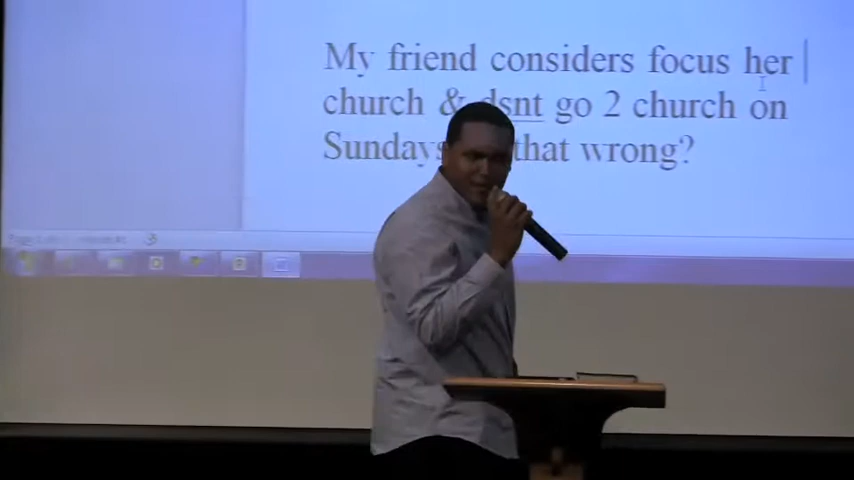 My friend considers focus her
church & dsnt go 2 church on
Sundays that wrong?